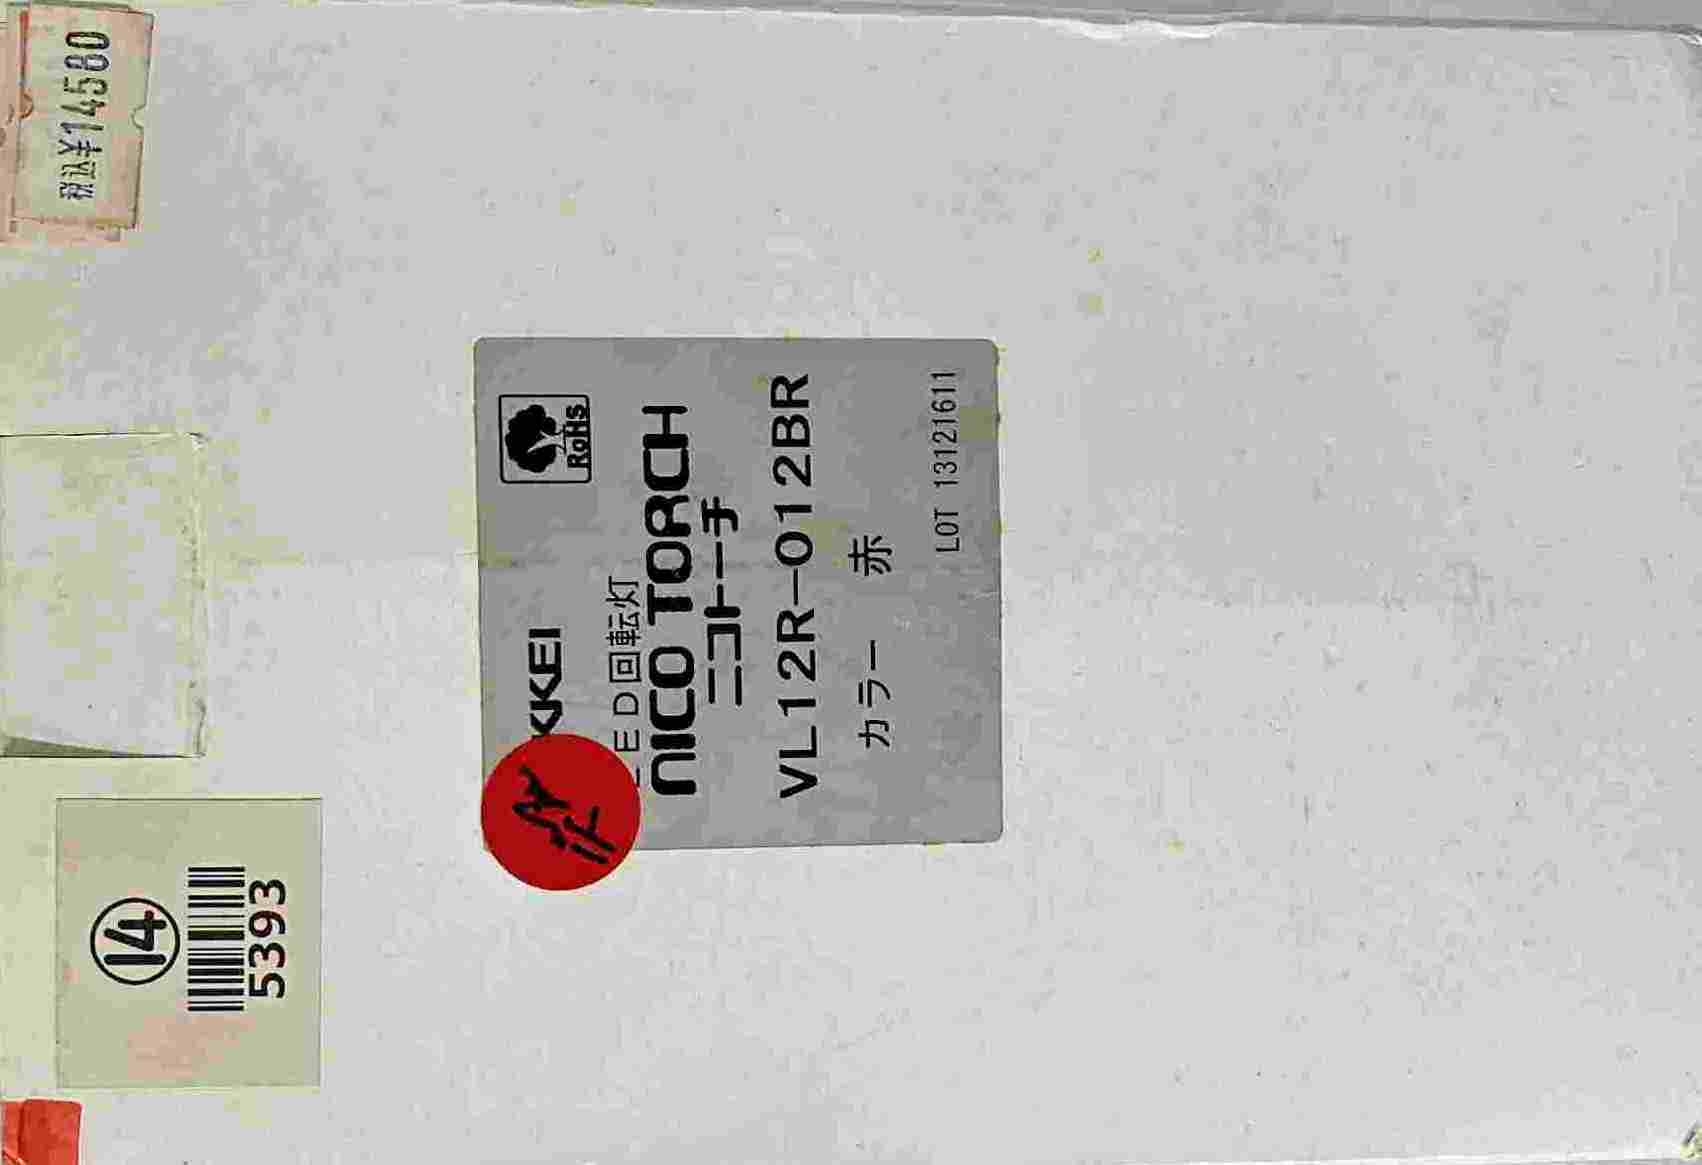 税込¥14580
RoHS
KKEI
ED回転灯
NICO TORCH
ニコトーチ
VL12R-012BR
カラー 赤
LOT 13121611
14
5393